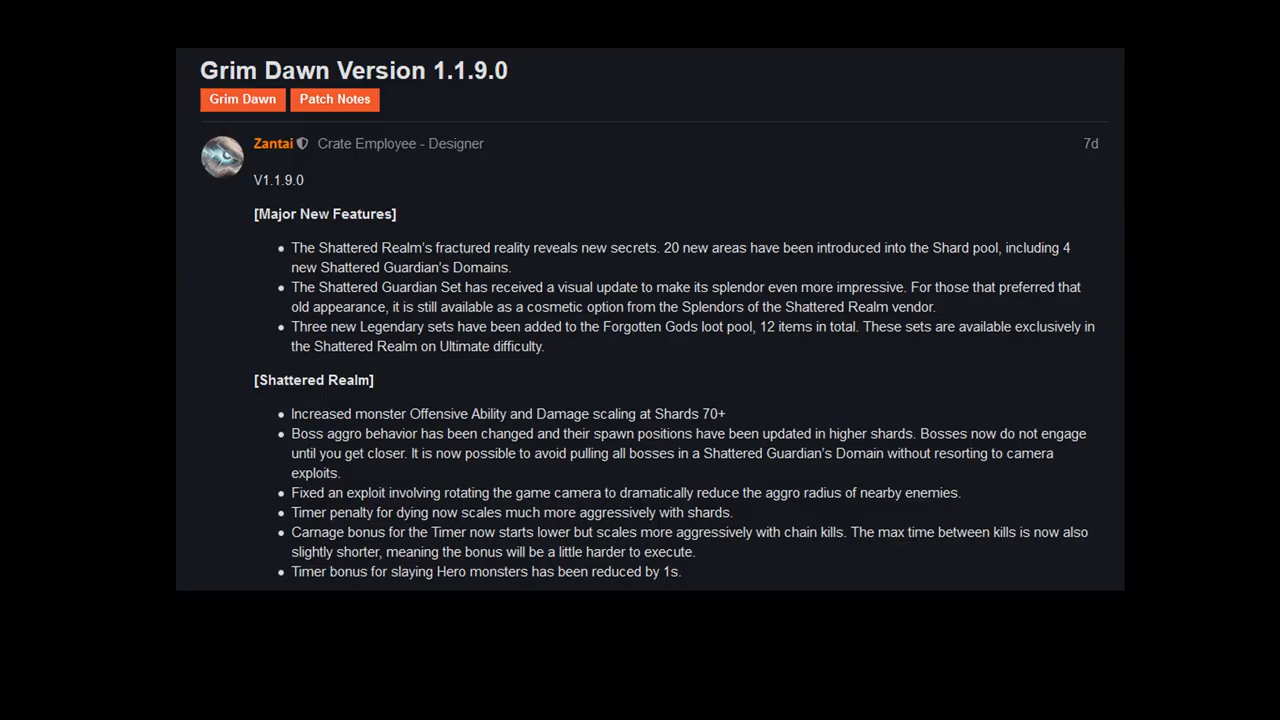 Grim Dawn Version 1.1.9.0
Grim Dawn Patch Notes
Zantai Crate Employee - Designer 7d
V1.1.9.0
[Major New Features]
The Shattered Realm’s fractured reality reveals new secrets. 20 new areas have been introduced into the Shard pool, including 4
new Shattered Guardian’s Domains.
The Shattered Guardian Set has received a visual update to make its splendor even more impressive. For those that preferred that
old appearance, it is still available as a cosmetic option from the Splendors of the Shattered Realm vendor.
Three new Legendary sets have been added to the Forgotten Gods loot pool, 12 items in total. These sets are available exclusively in
the Shattered Realm on Ultimate difficulty.
[Shattered Realm]
Increased monster Offensive Ability and Damage scaling at Shards 70+
Boss aggro behavior has been changed and their spawn positions have been updated in higher shards. Bosses now do not engage
until you get closer. It is now possible to avoid pulling all bosses in a Shattered Guardian’s Domain without resorting to camera
exploits.
Fixed an exploit involving rotating the game camera to dramatically reduce the aggro radius of nearby enemies.
Timer penalty for dying now scales much more aggressively with shards.
Carnage bonus for the Timer now starts lower but scales more aggressively with chain kills. The max time between kills is now also
slightly shorter, meaning the bonus will be a little harder to execute.
Timer bonus for slaying Hero monsters has been reduced by 1s.